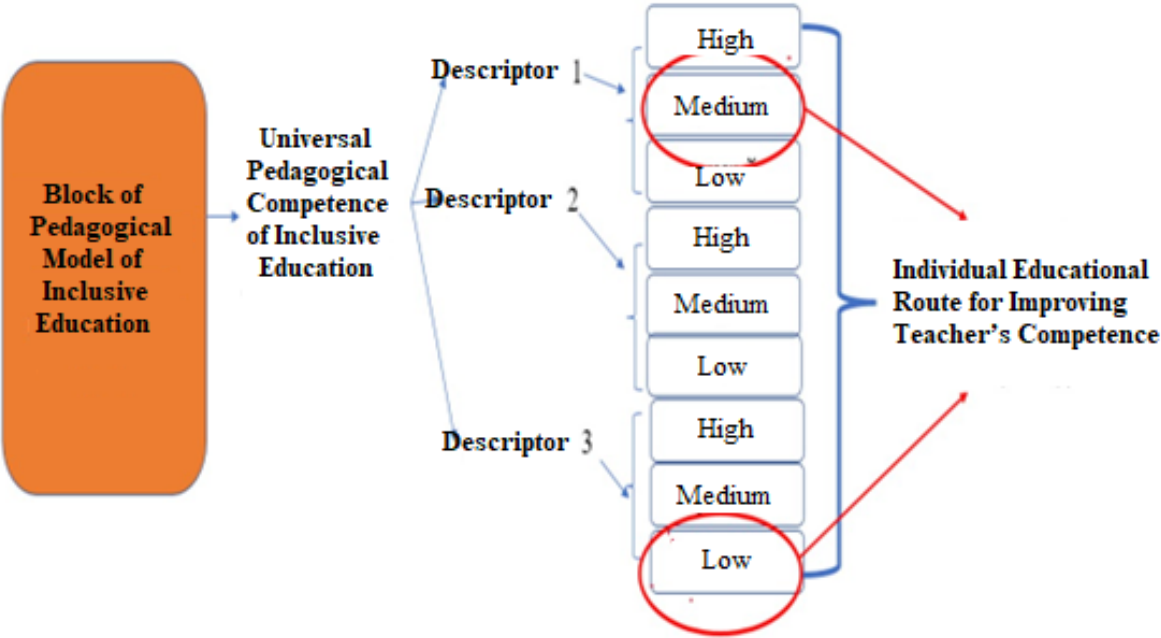 Block of
Pedagogical
Model of
Inclusive
Education
Universal
Pedagogical
Competence
of Inclusive
Education
Descriptor 1
High
Medium
Low
Descriptor 2
High
Medium
Low
Descriptor 3
High
Medium
Low
Individual Educational
Route for Improving
Teacher's Competence